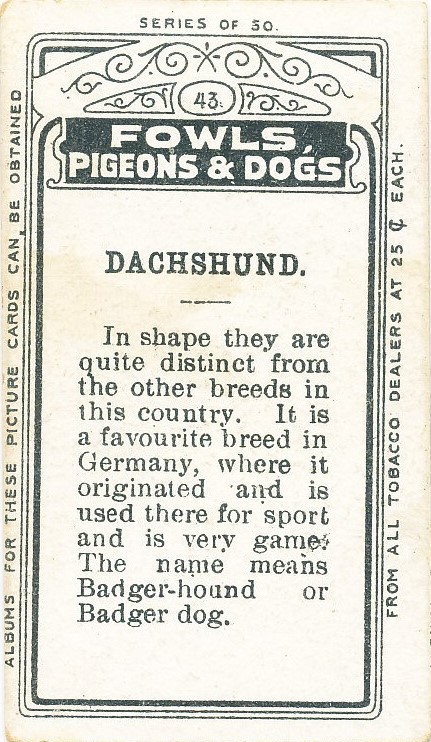 SERIES OF 50.
43.
FOWLS,
PIGEONS & DOGS
DACHSHUND.
In shape they are
quite distinct from
the other breeds in
this country. It is
a favourite breed in
Germany, where it
originated and is
used there for sport
and is very game.
The name means
Badger-hound or
Badger dog.
ALBUMS FOR THESE PICTURE CARDS CAN, BE OBTAINED
FROM ALL TOBACCO DEALERS AT 25 ₵ EACH.